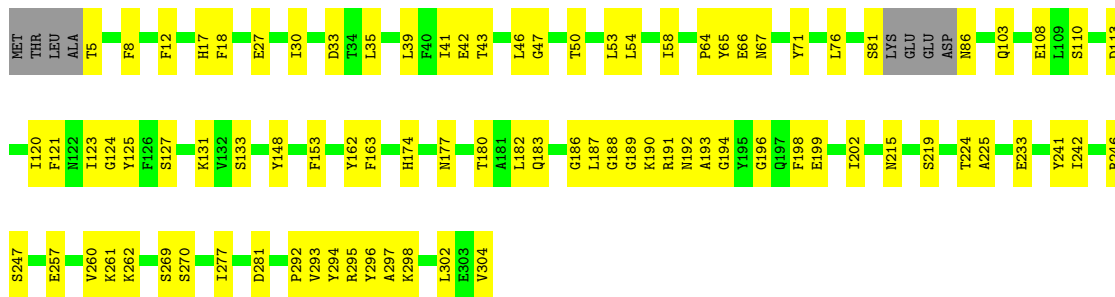 MET THR LEU ALA T5 F8 F12 H17 F18 E27 I30 D33 T34 L35 L39 F40 I41 E42 T43 L46 G47 T50 L53 L54 I58 P64 Y65 E66 N67 Y71 L76 S81 LYS GLU GLU ASP N86 Q103 E108 L109 S110
I120 F121 N122 I123 G124 Y125 F126 S127 K131 V132 S133 Y148 F153 Y162 F163 H174 N177 T180 A181 L182 Q183 G186 L187 G188 G189 K190 R191 N192 A193 G194 Y195 G196 Q197 F198 E199 I202 N215 S219 T224 A225 E233 Y241 I242
S247 E257 V260 K261 K262 S269 S270 I277 D281 P292 V293 Y294 R295 Y296 A297 K298 L302 E303 V304